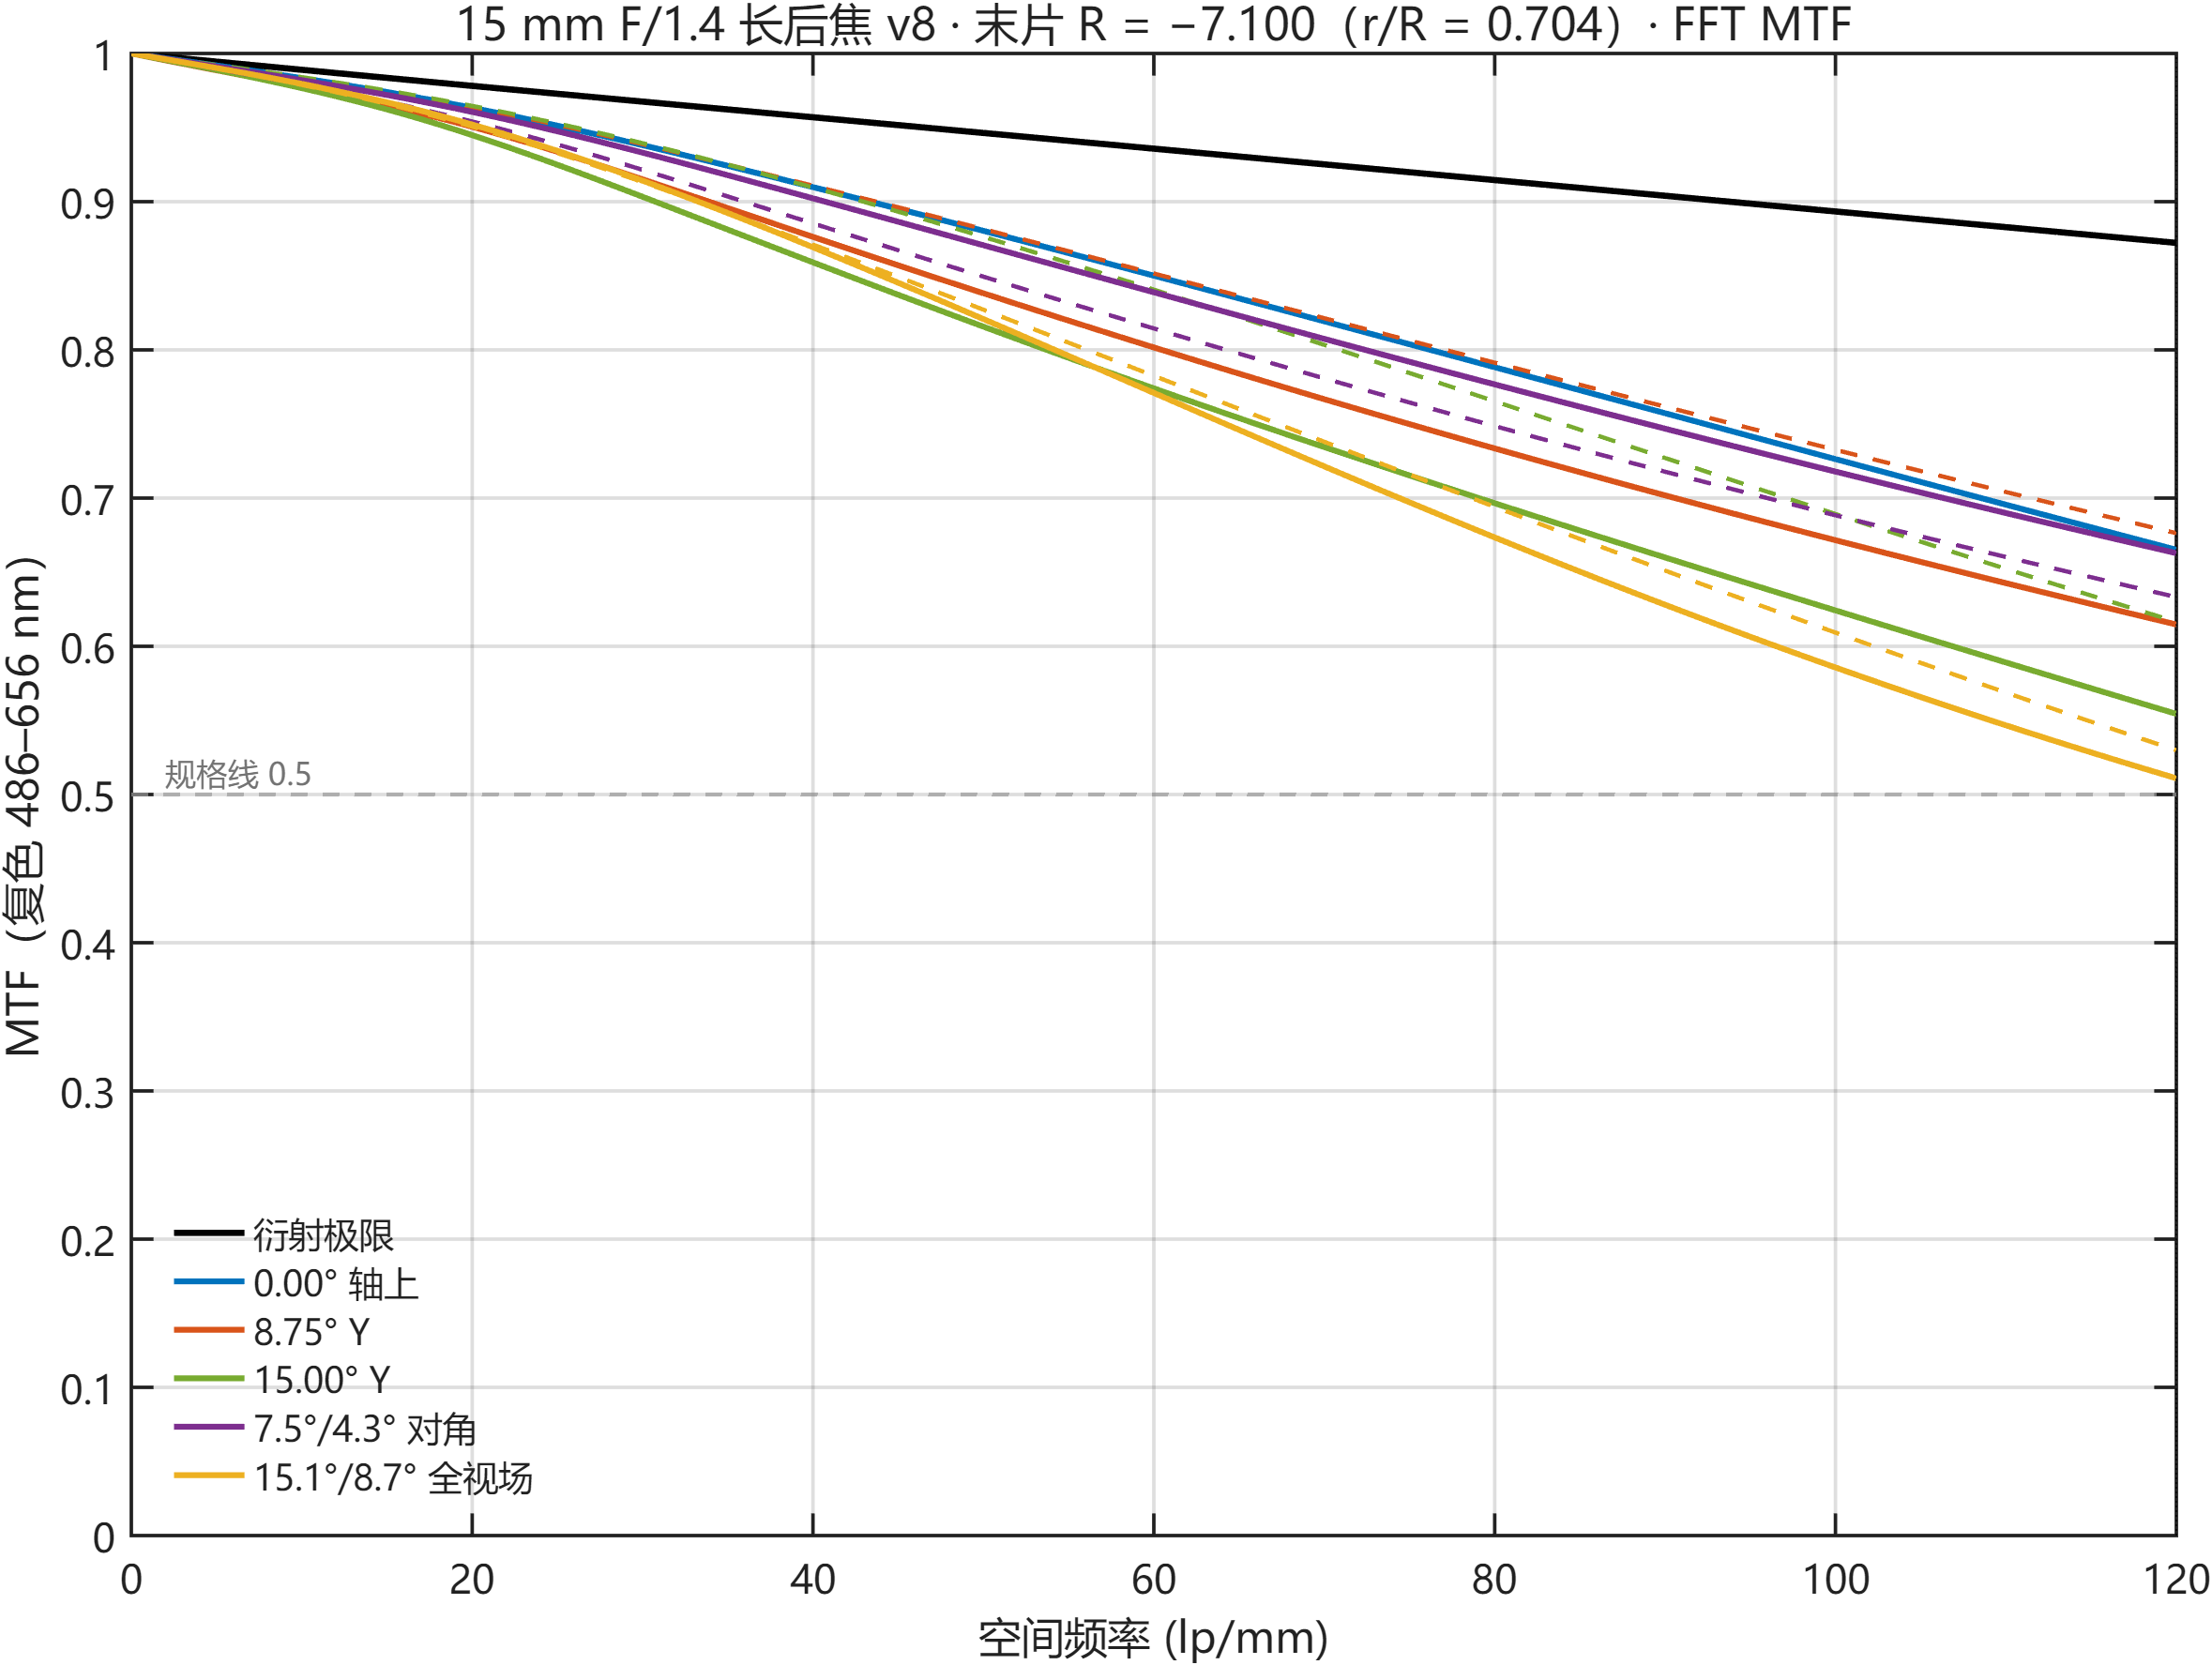 15 mm F/1.4 长后焦 v8 · 末片 R = −7.100（r/R = 0.704）· FFT MTF
1
0.9
0.8
0.7
0.6
0.5
0.4
0.3
0.2
0.1
0
MTF（复色 486–656 nm）
规格线 0.5
衍射极限
0.00° 轴上
8.75° Y
15.00° Y
7.5°/4.3° 对角
15.1°/8.7° 全视场
0 20 40 60 80 100 120
空间频率 (lp/mm)